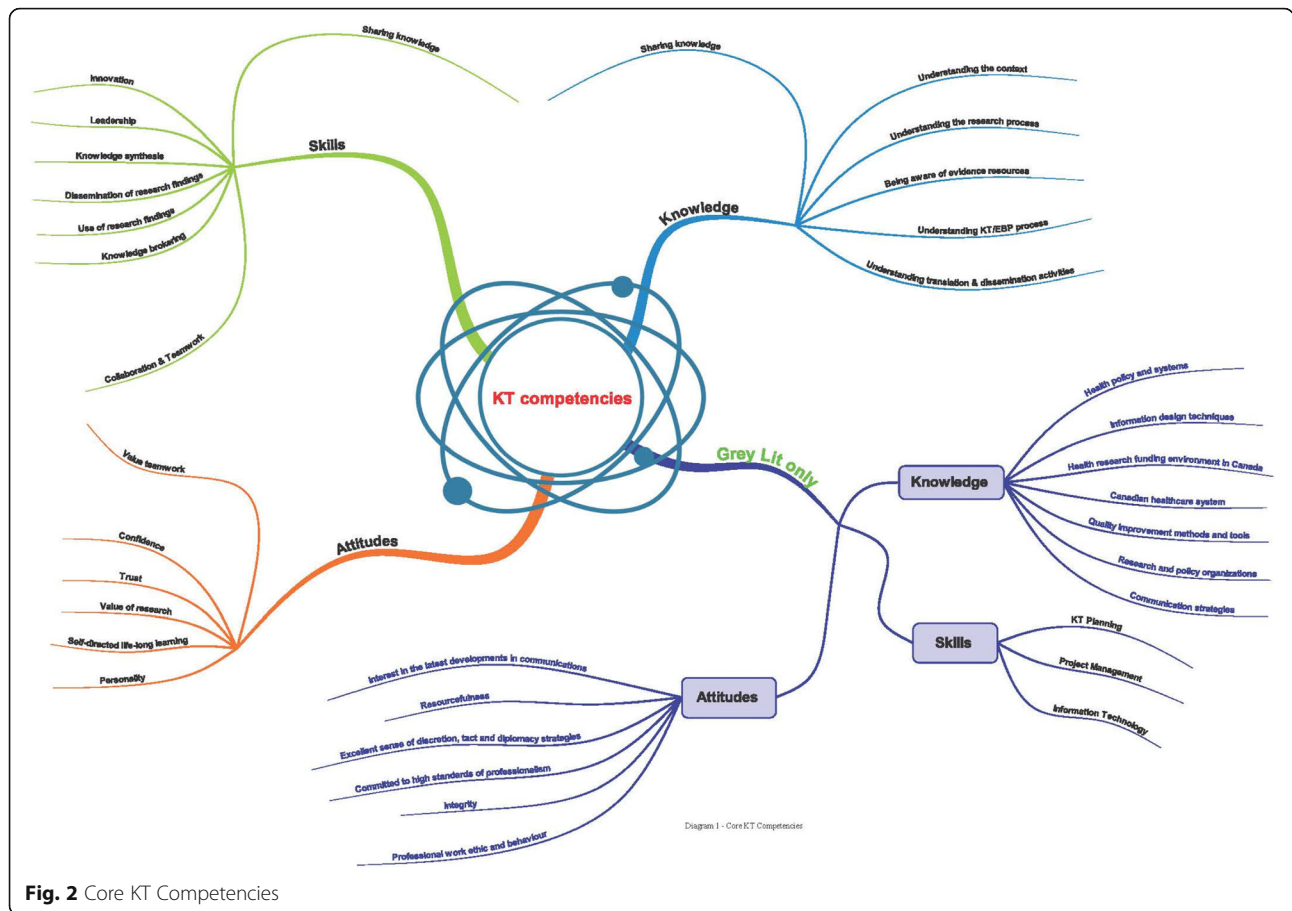 Sharing knowledge
Innovation
Leadership
Knowledge synthesis
Dissemination of research findings
Use of research findings
Knowledge brokering
Collaboration & Teamwork
Skills
Sharing knowledge
Understanding the context
Understanding the research process
Being aware of evidence resources
Understanding KT/EBP process
Understanding translation & dissemination activities
Knowledge
KT competencies
Value teamwork
Confidence
Trust
Value of research
Self-directed life-long learning
Personality
Attitudes
Grey Lit only
Knowledge
Health policy and systems
Information design techniques
Health research funding environment in Canada
Canadian healthcare system
Quality improvement methods and tools
Research and policy organizations
Communication strategies
Skills
KT Planning
Project Management
Information Technology
Attitudes
Interest in the latest developments in communications
Resourcefulness
Excellent sense of discretion, tact and diplomacy strategies
Committed to high standards of professionalism
Integrity
Professional work ethic and behaviour
Diagram 1 - Core KT Competencies
Fig. 2 Core KT Competencies